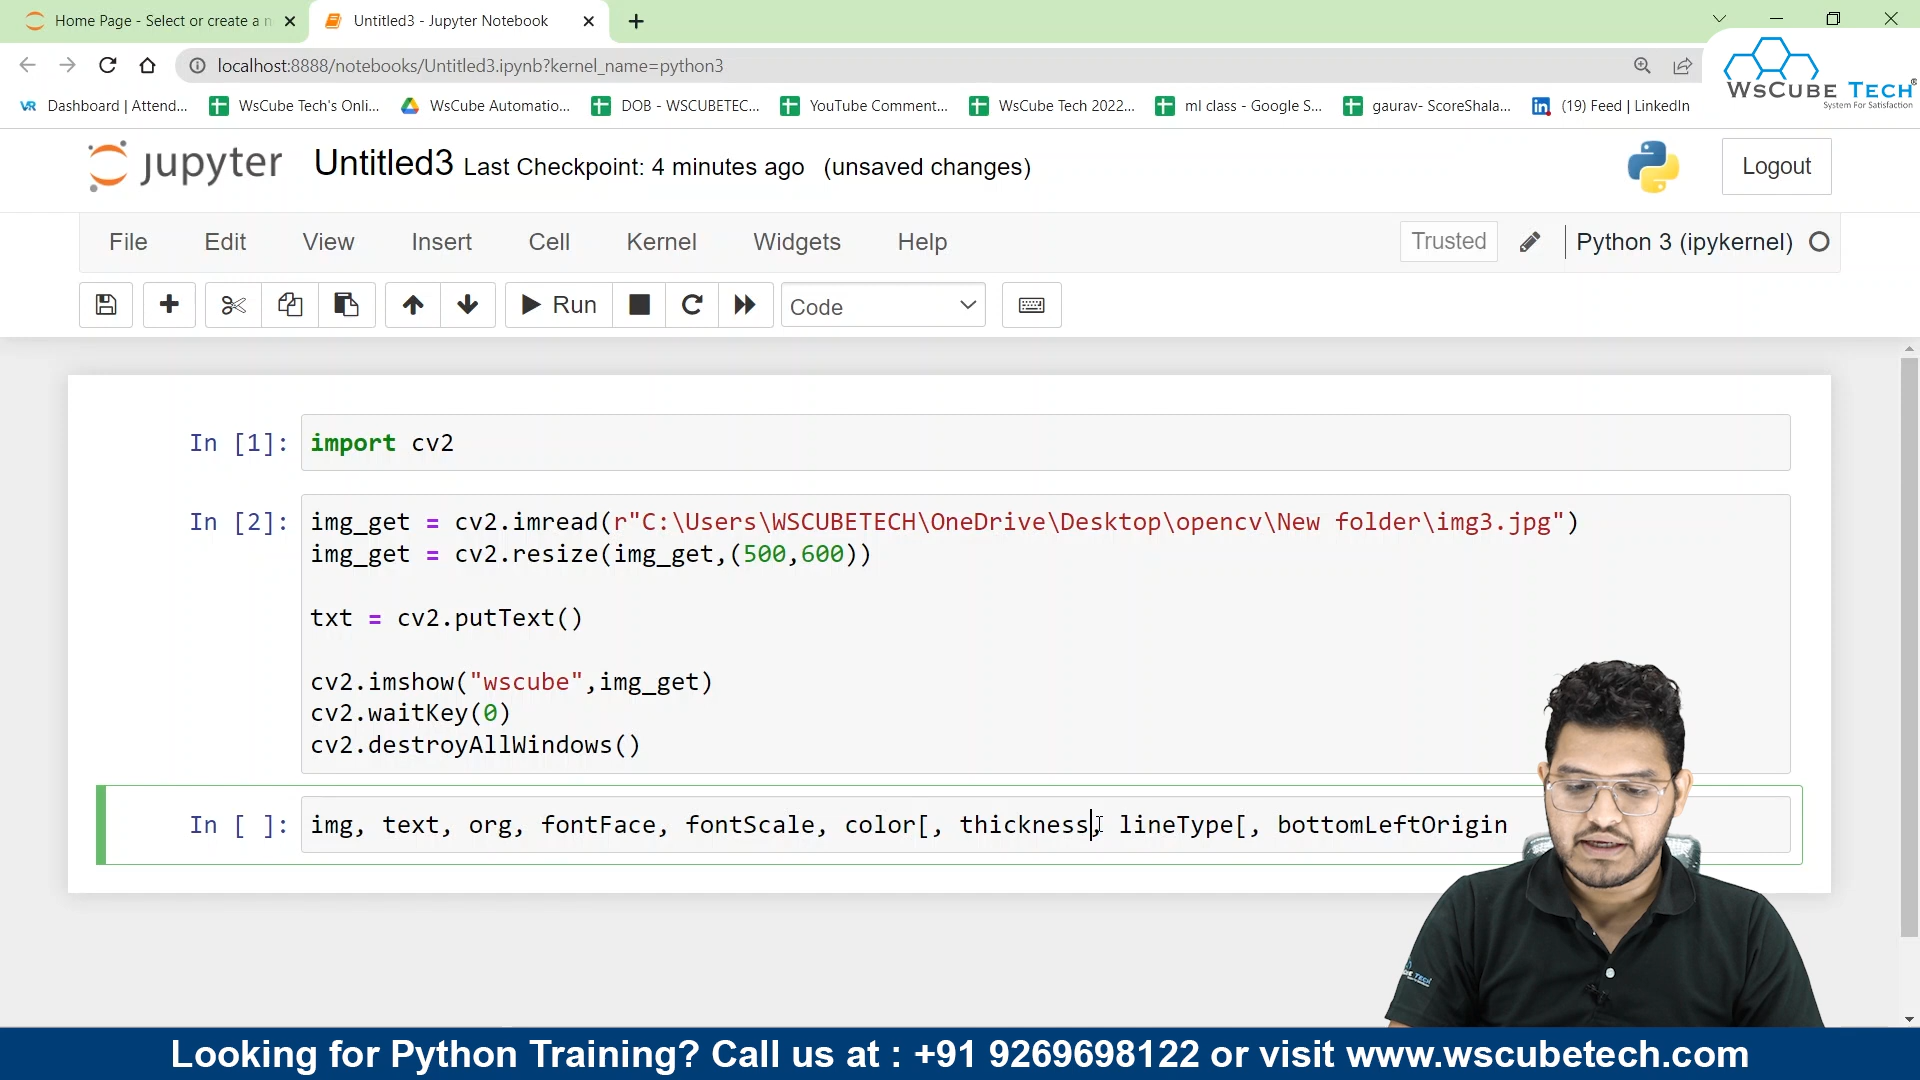 Home Page - Select or create a n
Untitled3 - Jupyter Notebook
localhost:8888/notebooks/Untitled3.ipynb?kernel_name=python3
WsCube Tech®
System For Satisfaction
VR Dashboard | Attend...
WsCube Tech's Onli...
WsCube Automatio...
DOB - WSCUBETEC...
YouTube Comment...
WsCube Tech 2022...
ml class - Google S...
gaurav- ScoreShala...
in (19) Feed | LinkedIn
jupyter Untitled3 Last Checkpoint: 4 minutes ago (unsaved changes)
Logout
File Edit View Insert Cell Kernel Widgets Help
Trusted Python 3 (ipykernel)
Run Code
In [1]: import cv2
In [2]: img_get = cv2.imread(r"C:\Users\WSCUBETECH\OneDrive\Desktop\opencv\New folder\img3.jpg")
img_get = cv2.resize(img_get,(500,600))
txt = cv2.putText()
cv2.imshow("wscube",img_get)
cv2.waitKey(0)
cv2.destroyAllWindows()
In [ ]: img, text, org, fontFace, fontScale, color[, thickness, lineType[, bottomLeftOrigin
Looking for Python Training? Call us at : +91 9269698122 or visit www.wscubetech.com